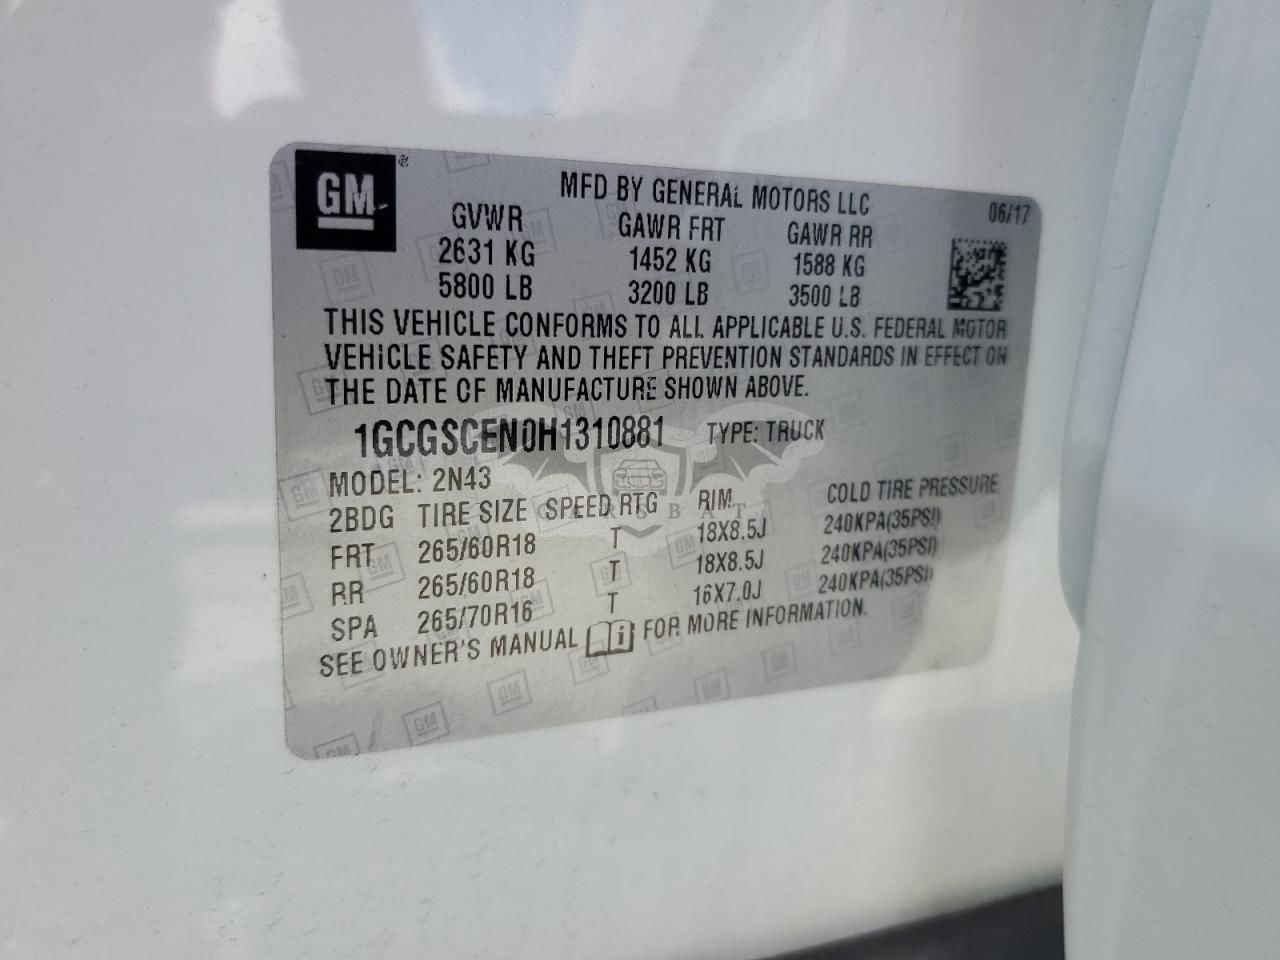 GM
MFD BY GENERAL MOTORS LLC
06/17
GVWR GAWR FRT GAWR RR
2631 KG 1452 KG 1588 KG
5800 LB 3200 LB 3500 LB
THIS VEHICLE CONFORMS TO ALL APPLICABLE U.S. FEDERAL MOTOR
VEHICLE SAFETY AND THEFT PREVENTION STANDARDS IN EFFECT ON
THE DATE OF MANUFACTURE SHOWN ABOVE.
1GCGSCEN0H1310881 TYPE: TRUCK
MODEL: 2N43
2BDG TIRE SIZE SPEED RTG RIM COLD TIRE PRESSURE
FRT 265/60R18 T 18X8.5J 240KPA(35PSI)
RR 265/60R18 T 18X8.5J 240KPA(35PSI)
SPA 265/70R16 T 16X7.0J 240KPA(35PSI)
SEE OWNER'S MANUAL FOR MORE INFORMATION.